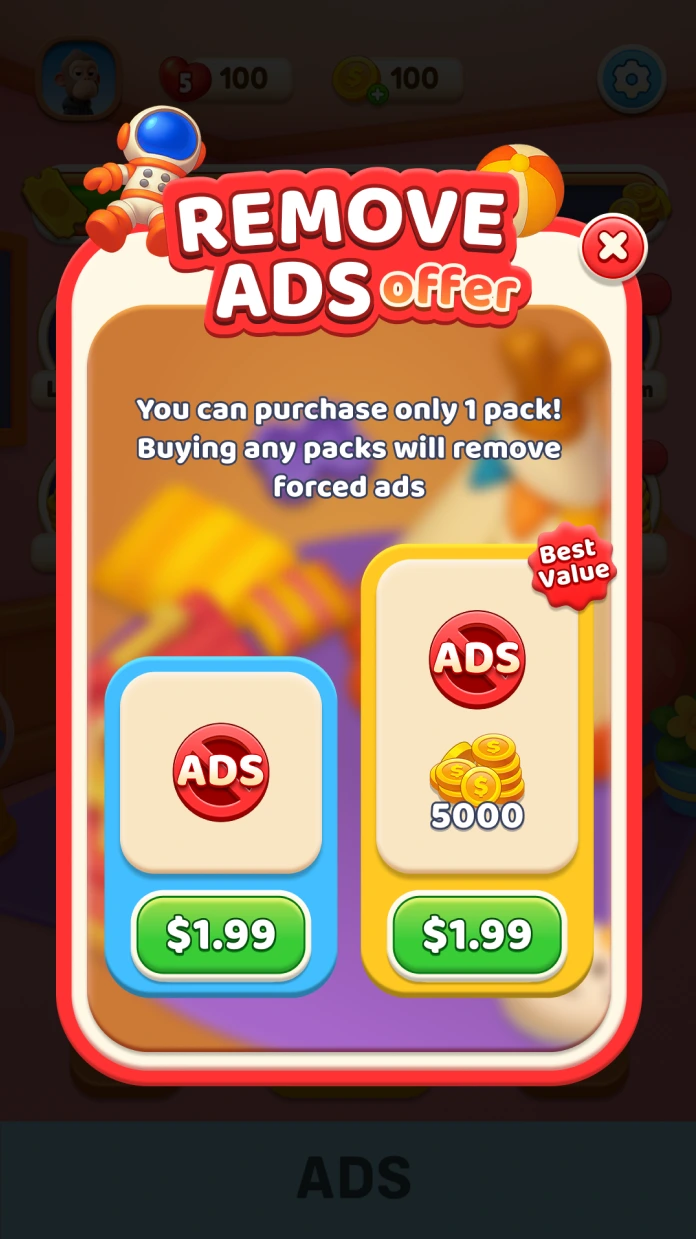 5 100 100
REMOVE
ADS offer
You can purchase only 1 pack!
Buying any packs will remove
forced ads
Best
Value
ADS
ADS
5000
$1.99
$1.99
ADS